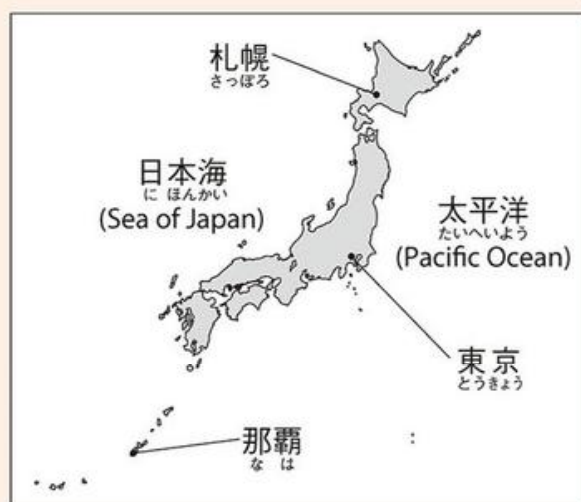 札幌
さっぽろ
日本海
にほんかい
(Sea of Japan)
太平洋
たいへいよう
(Pacific Ocean)
東京
とうきょう
那覇
なは